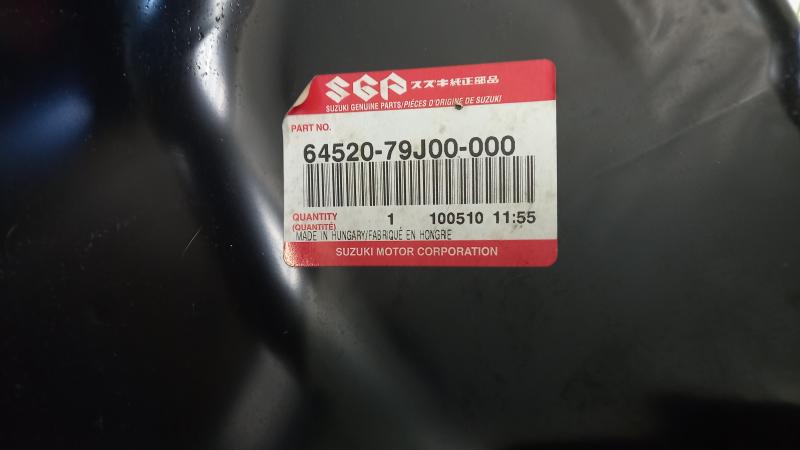 SGP スズキ純正部品
SUZUKI GENUINE PARTS/PIÈCES D'ORIGINE DE SUZUKI
PART NO.
64520-79J00-000
QUANTITY 1 100510 11:55
(QUANTITÉ)
MADE IN HUNGARY/FABRIQUÉ EN HONGRIE
SUZUKI MOTOR CORPORATION